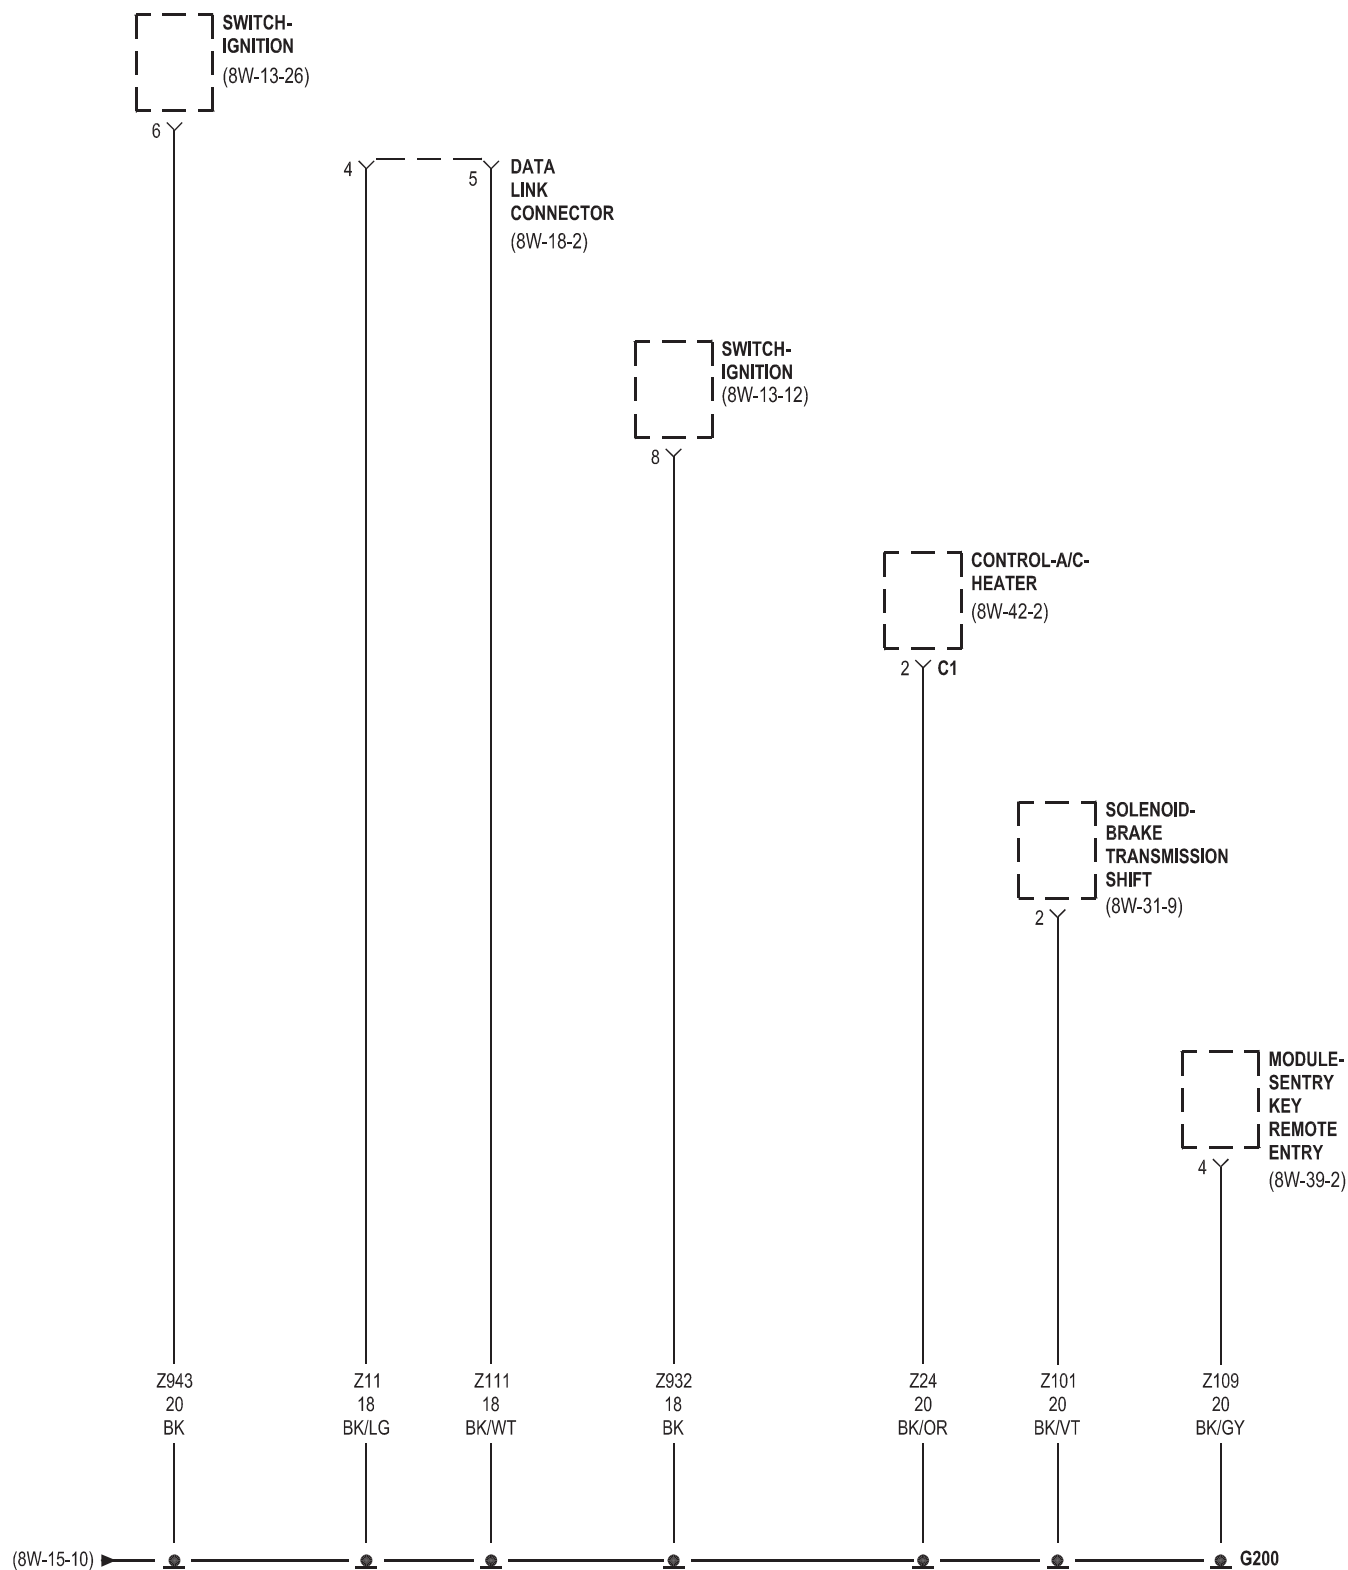 SWITCH-
IGNITION
(8W-13-26)
6
4
5
DATA
LINK
CONNECTOR
(8W-18-2)
SWITCH-
IGNITION
(8W-13-12)
8
CONTROL-A/C-
HEATER
(8W-42-2)
2 C1
SOLENOID-
BRAKE
TRANSMISSION
SHIFT
(8W-31-9)
2
MODULE-
SENTRY
KEY
REMOTE
ENTRY
(8W-39-2)
4
Z943
20
BK
Z11
18
BK/LG
Z111
18
BK/WT
Z932
18
BK
Z24
20
BK/OR
Z101
20
BK/VT
Z109
20
BK/GY
(8W-15-10)
G200